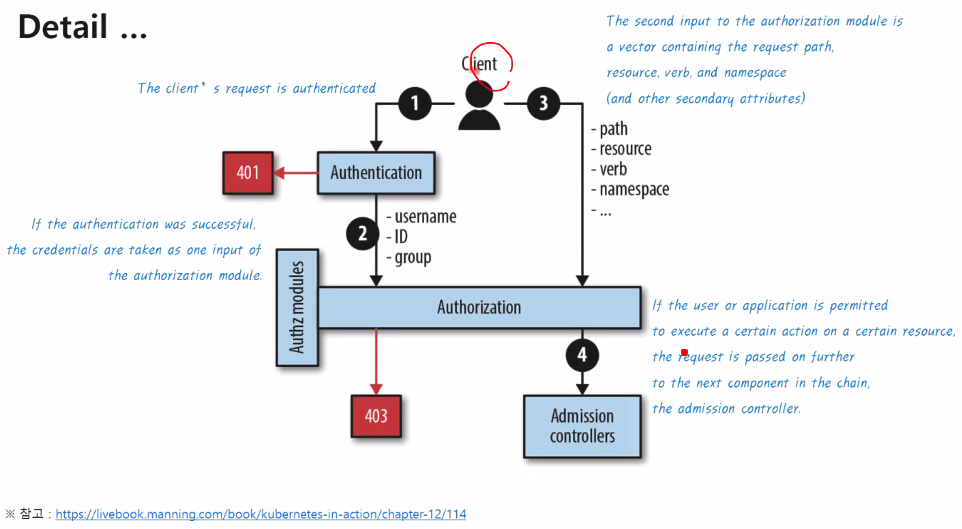 Detail ...
The second input to the authorization module is
a vector containing the request path,
resource, verb, and namespace
(and other secondary attributes)
Client
The client's request is authenticated
1
3
- path
- resource
- verb
- namespace
- ...
401
Authentication
If the authentication was successful,
the credentials are taken as one input of
the authorization module.
2
- username
- ID
- group
Authz modules
Authorization
If the user or application is permitted
to execute a certain action on a certain resource,
the request is passed on further
to the next component in the chain,
the admission controller.
4
403
Admission
controllers
※ 참고 : https://livebook.manning.com/book/kubernetes-in-action/chapter-12/114